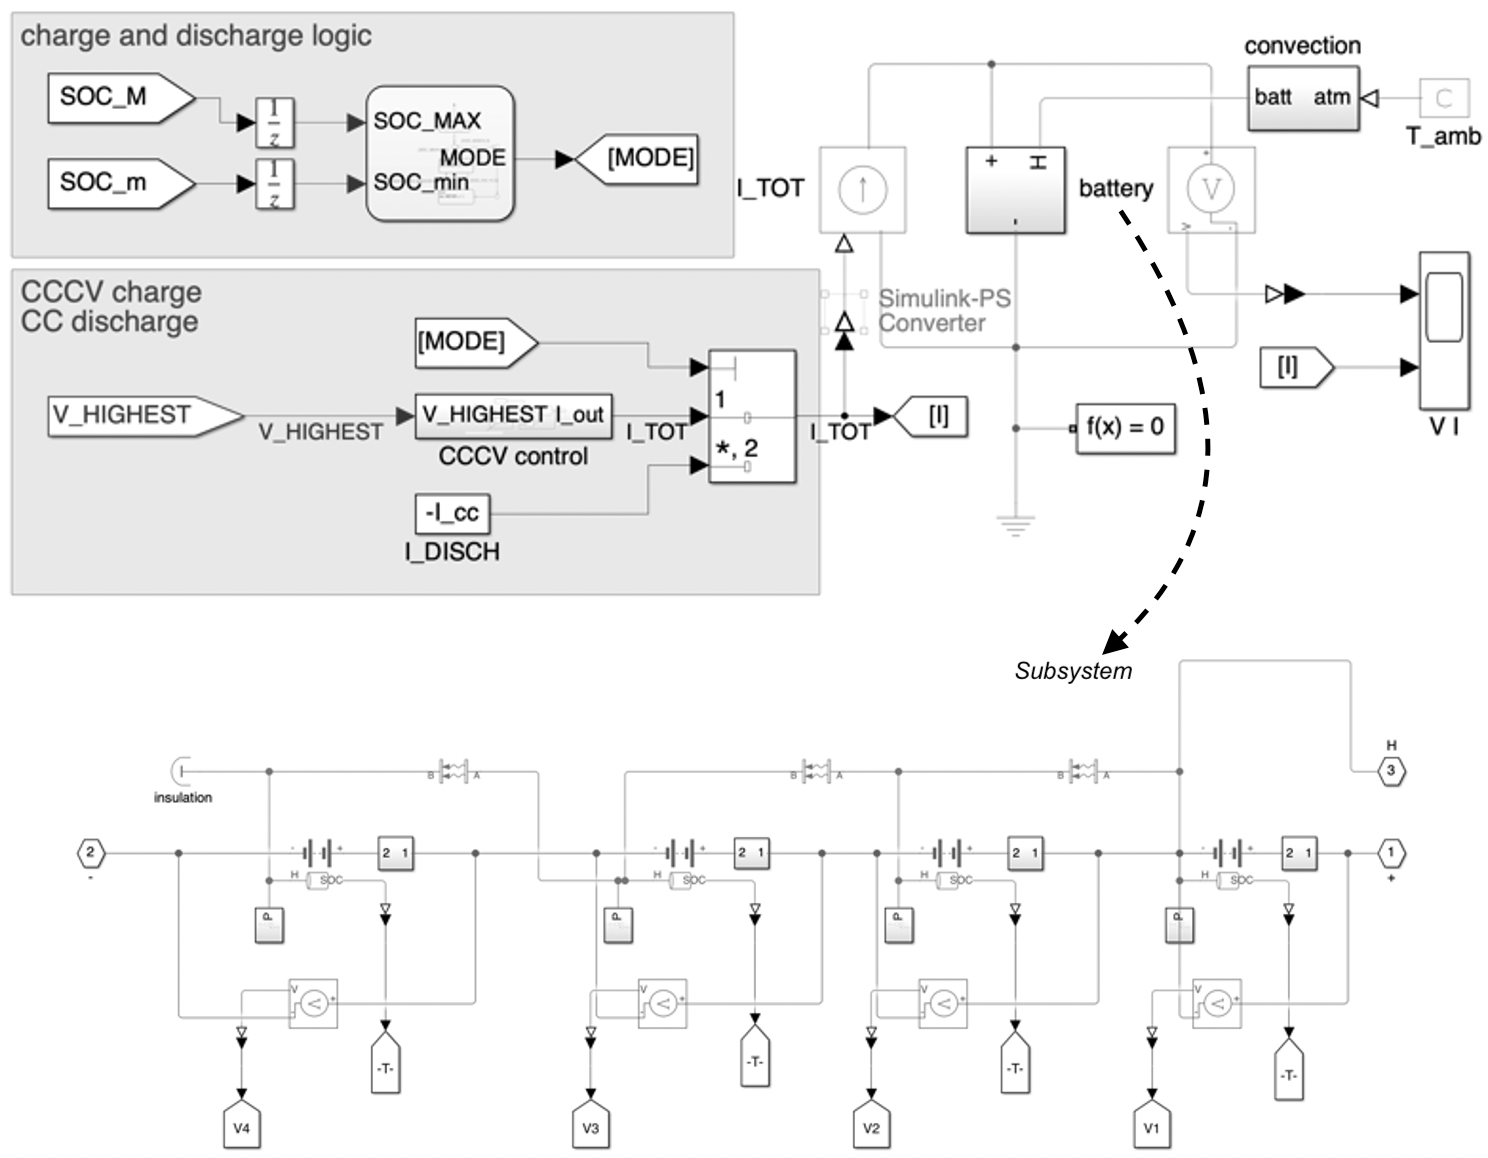 charge and discharge logic
SOC_M
1
z
SOC_MAX
MODE
[MODE]
SOC_m
1
z
SOC_min
convection
batt atm
C
T_amb
+ H
I_TOT
battery
V
+
-
V
-
CCCV charge
CC discharge
Simulink-PS
Converter
[MODE]
V_HIGHEST
V_HIGHEST
V_HIGHEST I_out
CCCV control
I_TOT
1
*, 2
I_TOT
[I]
[I]
V I
f(x) = 0
-I_cc
I_DISCH
Subsystem
H
3
insulation
B A
B A
B A
2
-
- +
2 1
- +
2 1
- +
2 1
- +
2 1
1
+
H SOC
H SOC
H SOC
H SOC
P
P
P
P
V V +
-
V V +
-
V V +
-
V V +
-
-T-
-T-
-T-
-T-
V4
V3
V2
V1